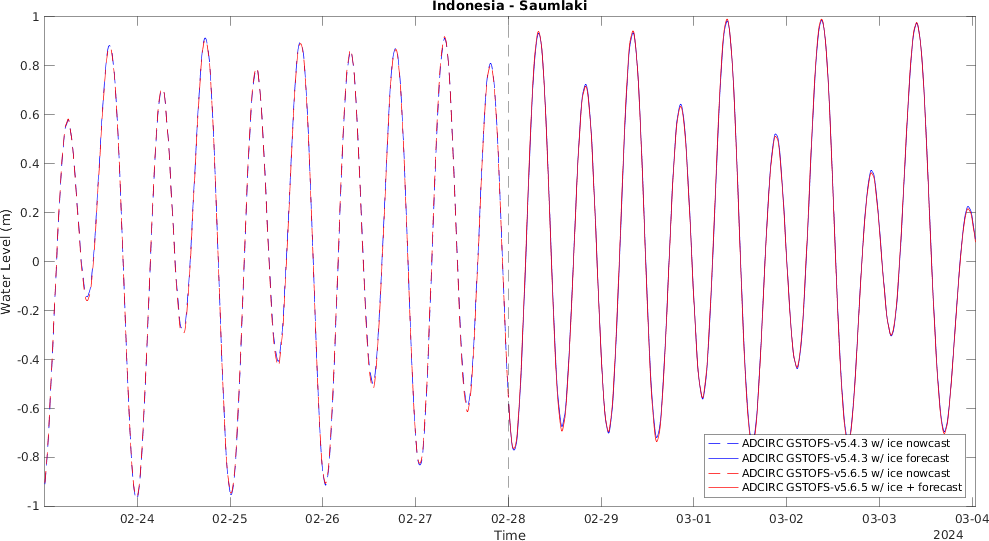 Indonesia - Saumlaki
Water Level (m)
1
0.8
0.6
0.4
0.2
0
-0.2
-0.4
-0.6
-0.8
-1
ADCIRC GSTOFS-v5.4.3 w/ ice nowcast
ADCIRC GSTOFS-v5.4.3 w/ ice forecast
ADCIRC GSTOFS-v5.6.5 w/ ice nowcast
ADCIRC GSTOFS-v5.6.5 w/ ice + forecast
02-24 02-25 02-26 02-27 02-28 02-29 03-01 03-02 03-03 03-04
Time
2024